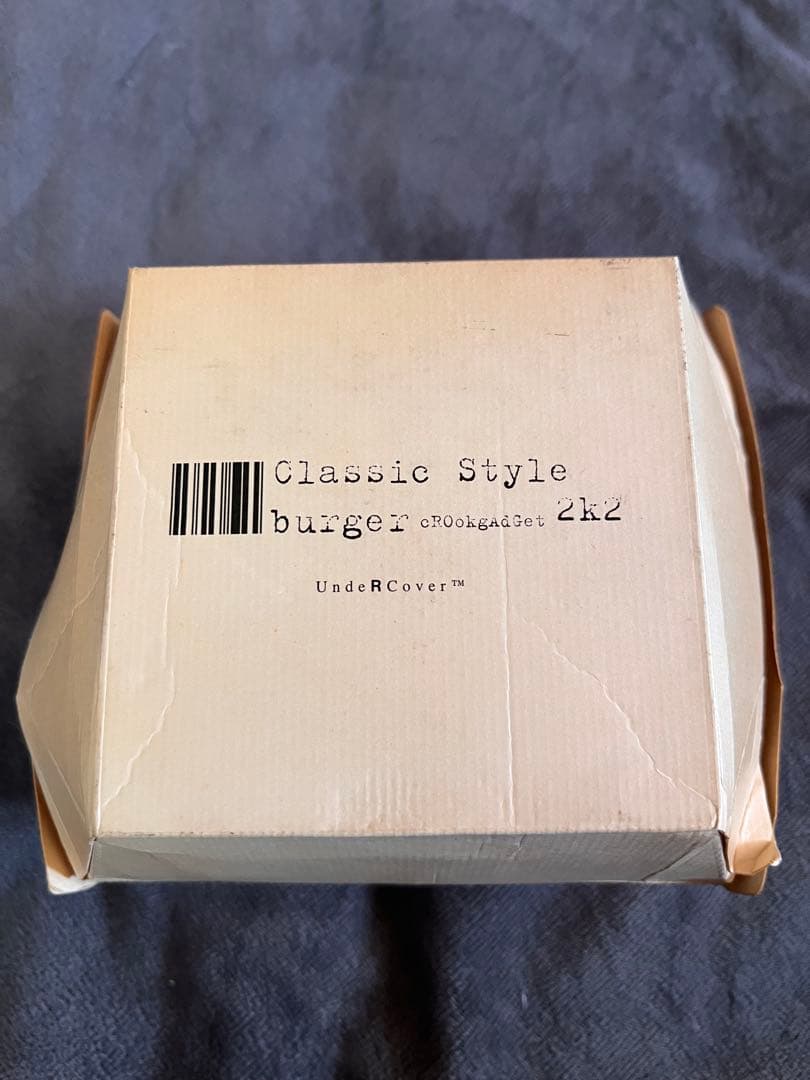 Classic Style
burger cROokgAdGet 2k2
UndeRCover™